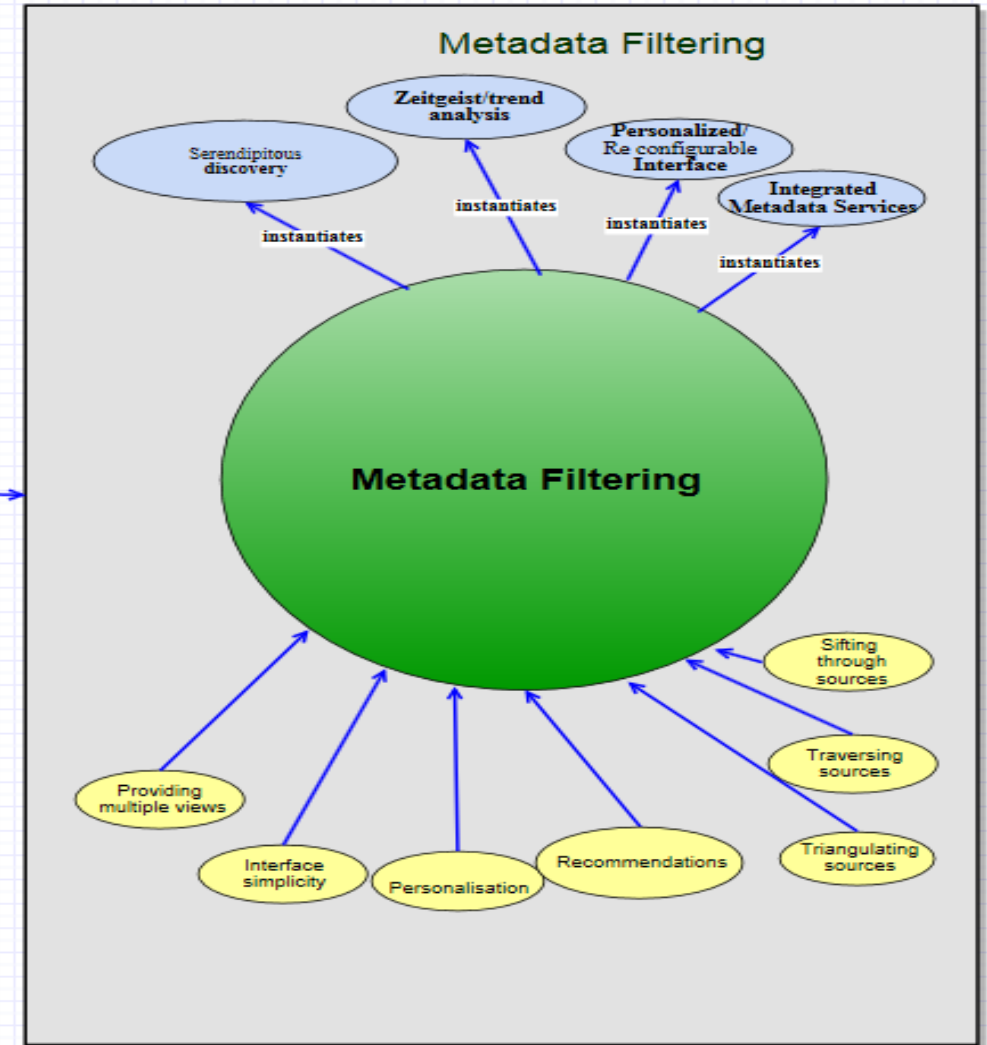 Metadata Filtering
Zeitgeist/trend
analysis
Serendipitous
discovery
Personalized/
Re configurable
Interface
Integrated
Metadata Services
instantiates
instantiates
instantiates
instantiates
Metadata Filtering
Sifting
through
sources
Traversing
sources
Triangulating
sources
Providing
multiple views
Interface
simplicity
Personalisation
Recommendations